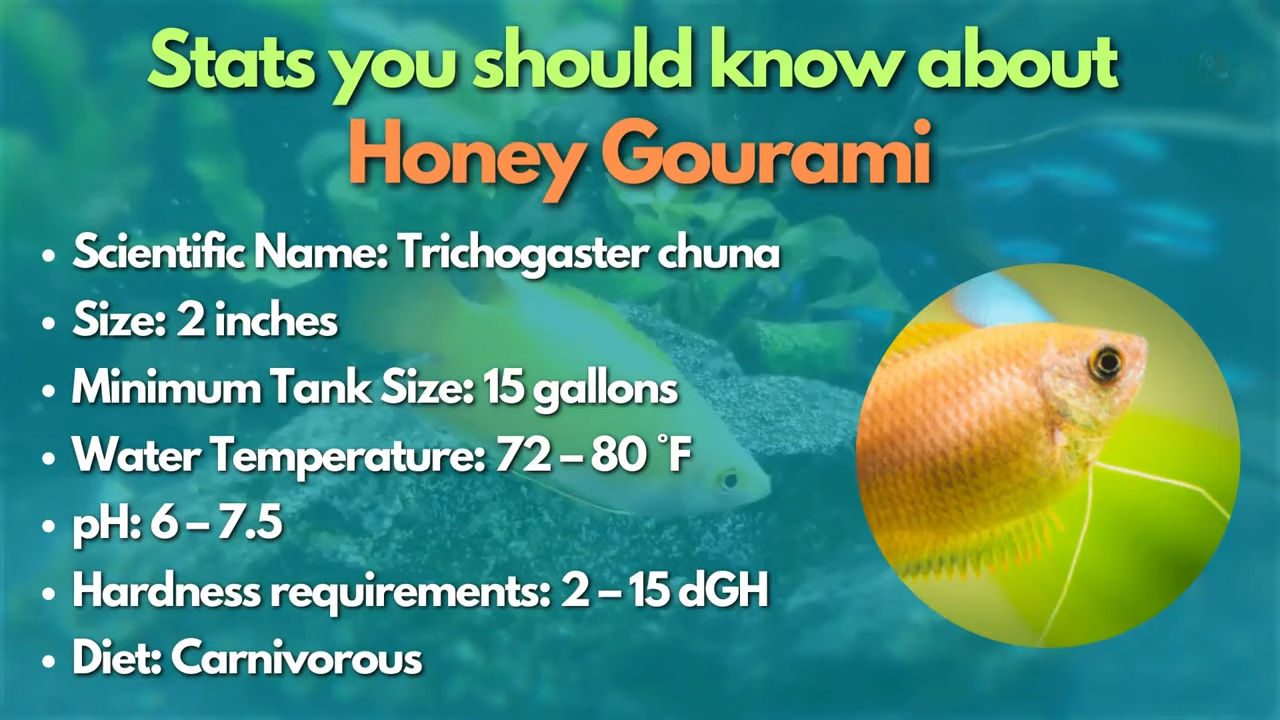 Stats you should know about
Honey Gourami
• Scientific Name: Trichogaster chuna
• Size: 2 inches
• Minimum Tank Size: 15 gallons
• Water Temperature: 72 – 80 °F
• pH: 6 – 7.5
• Hardness requirements: 2 – 15 dGH
• Diet: Carnivorous